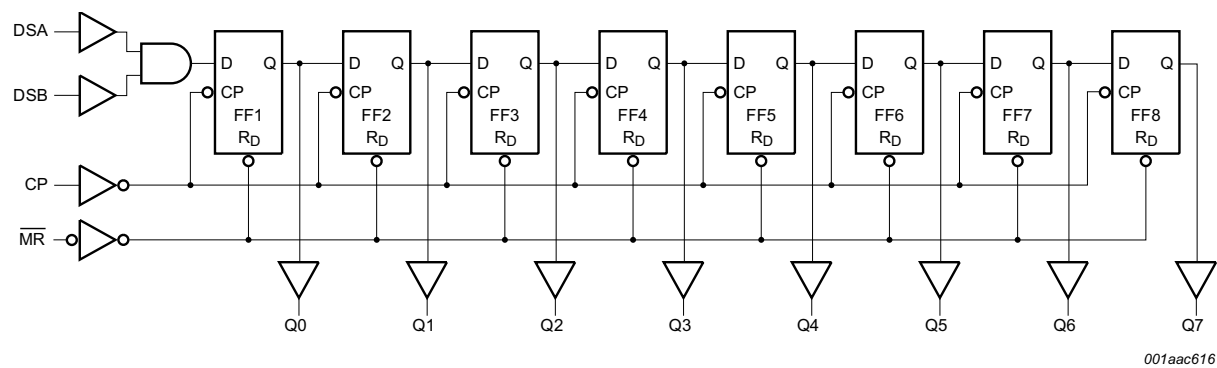 DSA
DSB
CP
M̅R̅
D Q
CP
FF1
RD
D Q
CP
FF2
RD
D Q
CP
FF3
RD
D Q
CP
FF4
RD
D Q
CP
FF5
RD
D Q
CP
FF6
RD
D Q
CP
FF7
RD
D Q
CP
FF8
RD
Q0 Q1 Q2 Q3 Q4 Q5 Q6 Q7
001aac616